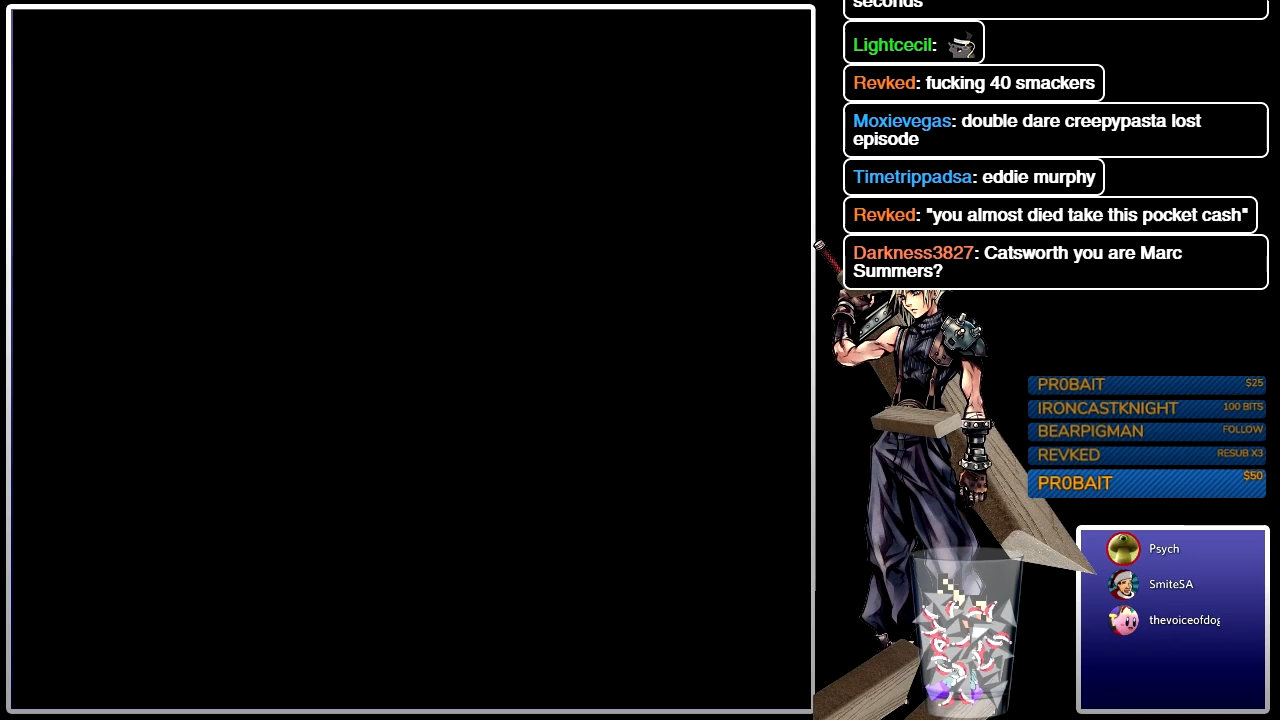 seconds
Lightcecil:
Revked: fucking 40 smackers
Moxievegas: double dare creepypasta lost
episode
Timetrippadsa: eddie murphy
Revked: "you almost died take this pocket cash"
Darkness3827: Catsworth you are Marc
Summers?
PR0BAIT $25
IRONCASTKNIGHT 100 BITS
BEARPIGMAN FOLLOW
REVKED RESUB X3
PR0BAIT $50
Psych
SmiteSA
thevoiceofdog